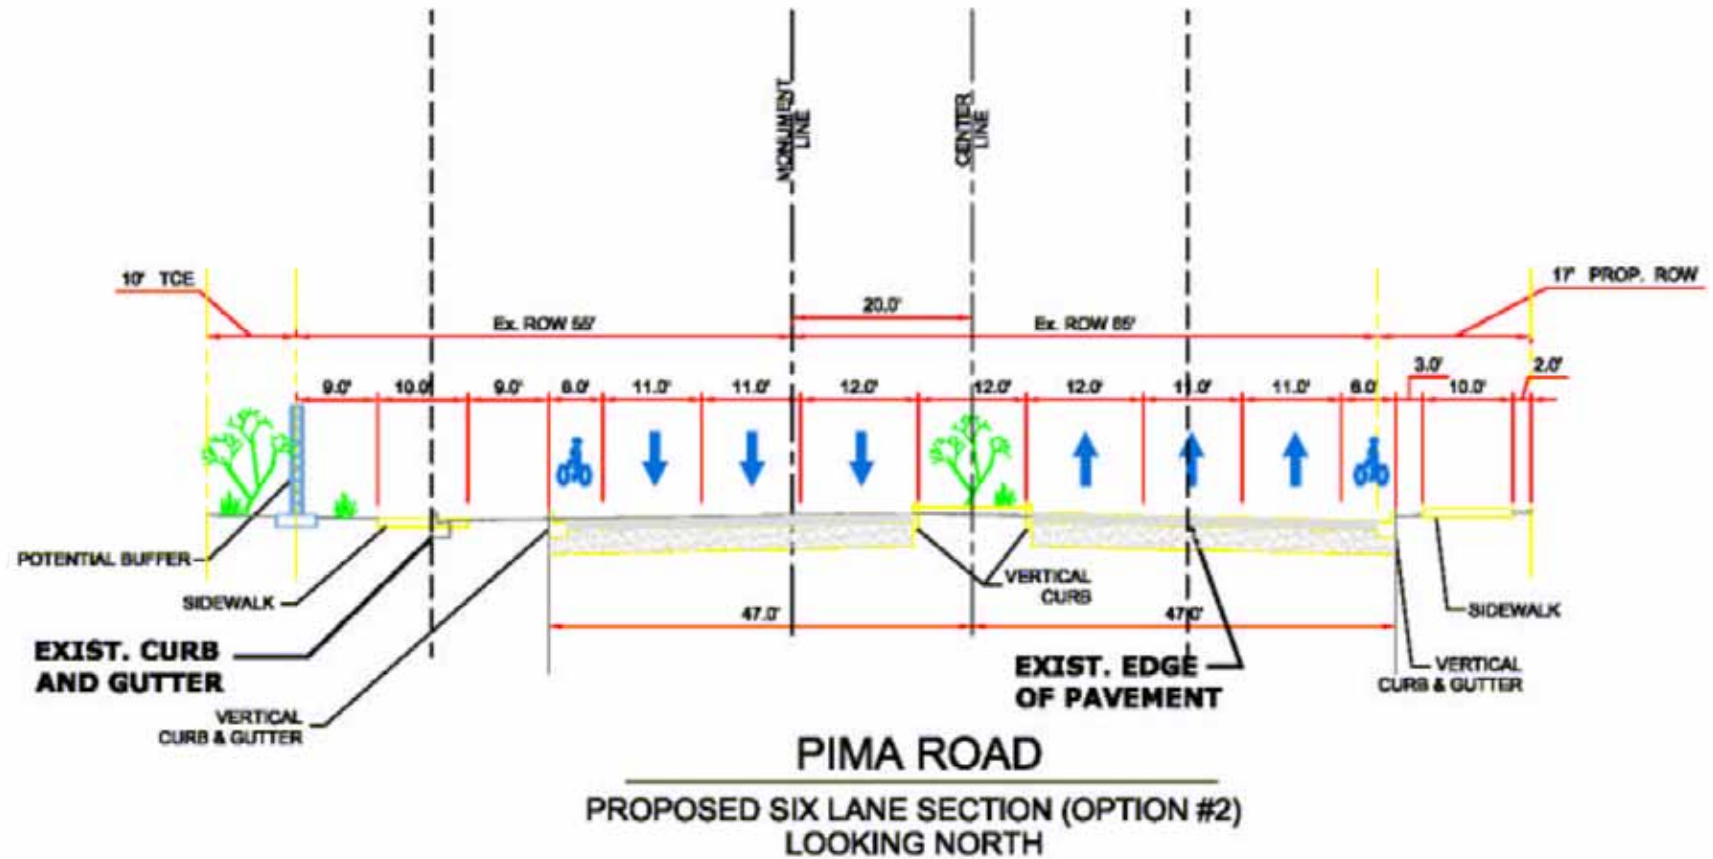 MONUMENT
LINE
CENTER
LINE
10' TCE
17' PROP. ROW
20.0'
Ex. ROW 55'
Ex. ROW 65'
3.0'
2.0'
9.0'
10.0'
9.0'
6.0'
11.0'
11.0'
12.0'
12.0'
12.0'
11.0'
11.0'
6.0'
10.0'
POTENTIAL BUFFER
SIDEWALK
EXIST. CURB
AND GUTTER
VERTICAL
CURB & GUTTER
47.0'
VERTICAL
CURB
47.0'
EXIST. EDGE
OF PAVEMENT
SIDEWALK
VERTICAL
CURB & GUTTER
PIMA ROAD
PROPOSED SIX LANE SECTION (OPTION #2)
LOOKING NORTH